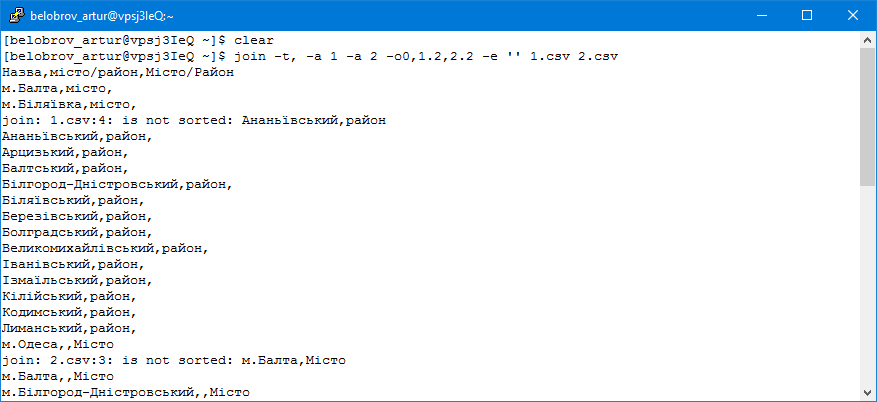 belobrov_artur@vpsj3IeQ:~
[belobrov_artur@vpsj3IeQ ~]$ clear
[belobrov_artur@vpsj3IeQ ~]$ join -t, -a 1 -a 2 -o0,1.2,2.2 -e '' 1.csv 2.csv
Назва,місто/район,Місто/Район
м.Балта,місто,
м.Біляївка,місто,
join: 1.csv:4: is not sorted: Ананьївський,район
Ананьївський,район,
Арцизький,район,
Балтський,район,
Білгород-Дністровський,район,
Біляївський,район,
Березівський,район,
Болградський,район,
Великомихайлівський,район,
Іванівський,район,
Ізмаїльський,район,
Кілійський,район,
Кодимський,район,
Лиманський,район,
м.Одеса,,Місто
join: 2.csv:3: is not sorted: м.Балта,Місто
м.Балта,,Місто
м.Білгород-Дністровський,,Місто